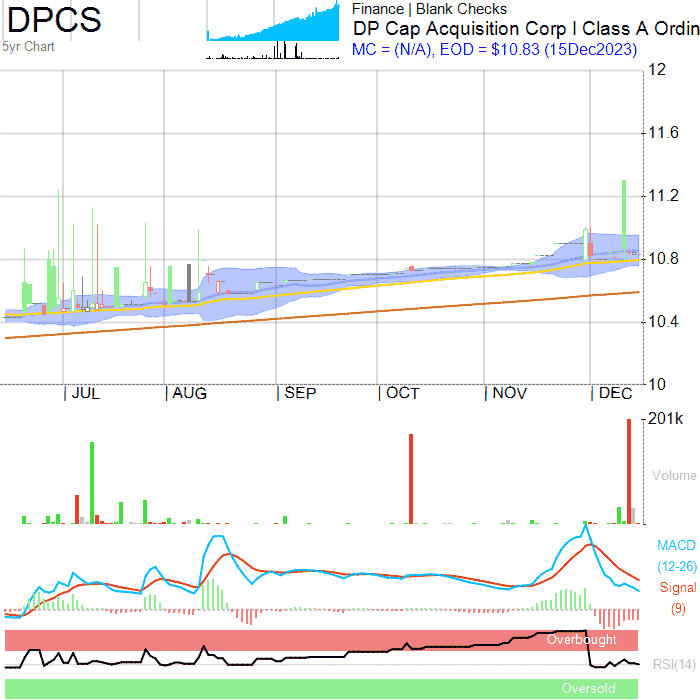 DPCS
5yr Chart
Finance | Blank Checks
DP Cap Acquisition Corp I Class A Ordin
MC = (N/A), EOD = $10.83 (15Dec2023)
12
11.6
11.2
10.8
10.4
10
JUL AUG SEP OCT NOV DEC
201k
Volume
MACD
(12-26)
Signal
(9)
Overbought
RSI(14)
Oversold